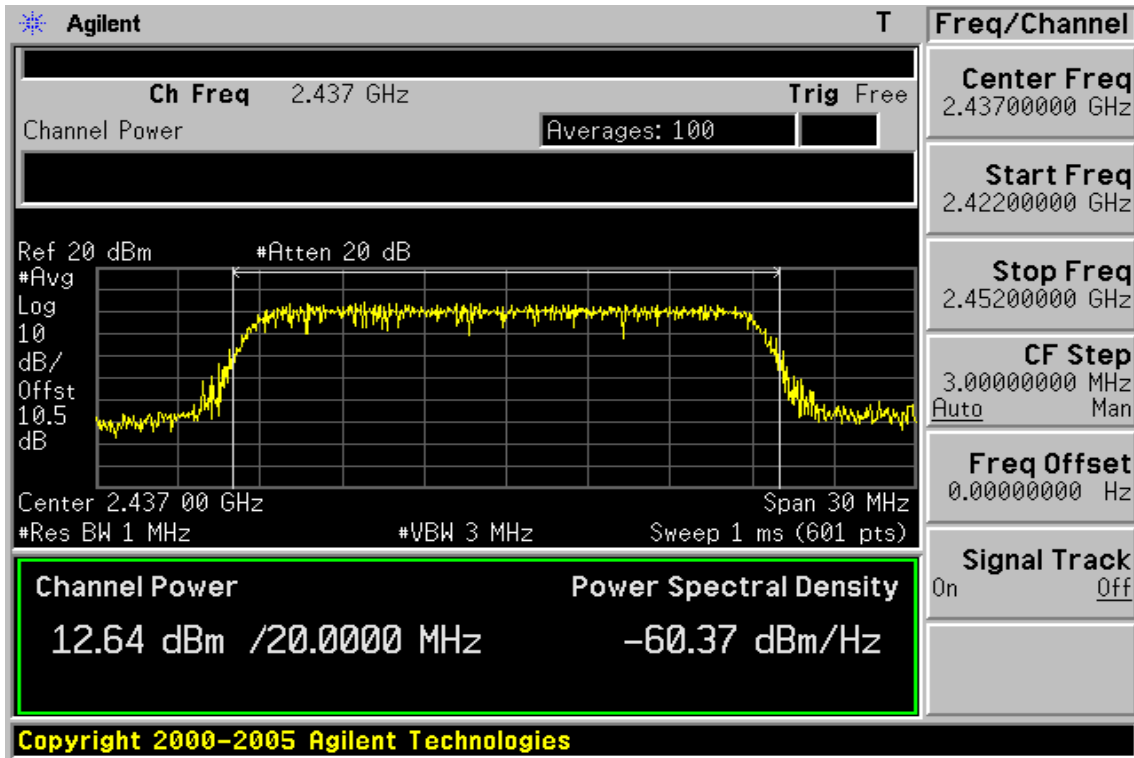 Agilent T
Ch Freq 2.437 GHz Trig Free
Channel Power Averages: 100
Ref 20 dBm #Atten 20 dB
#Avg
Log
10
dB/
Offst
10.5
dB
Center 2.437 00 GHz Span 30 MHz
#Res BW 1 MHz #VBW 3 MHz Sweep 1 ms (601 pts)
Channel Power Power Spectral Density
12.64 dBm /20.0000 MHz -60.37 dBm/Hz
Copyright 2000-2005 Agilent Technologies
Freq/Channel
Center Freq
2.43700000 GHz
Start Freq
2.42200000 GHz
Stop Freq
2.45200000 GHz
CF Step
3.00000000 MHz
Auto Man
Freq Offset
0.00000000 Hz
Signal Track
On Off